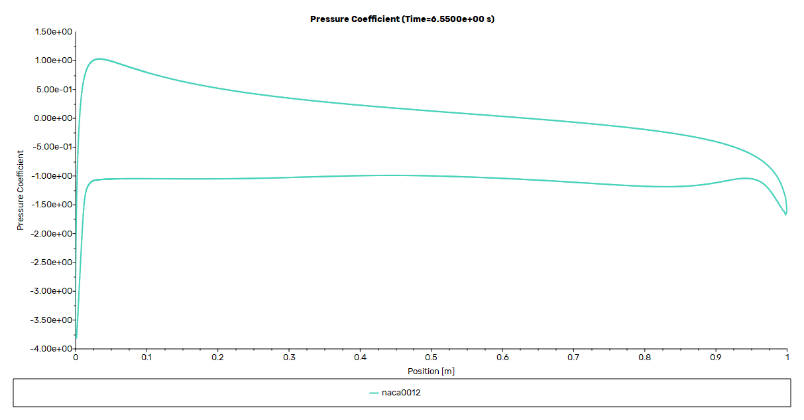 Pressure Coefficient (Time=6.5500e+00 s)
1.50e+00
1.00e+00
5.00e-01
0.00e+00
-5.00e-01
-1.00e+00
-1.50e+00
-2.00e+00
-2.50e+00
-3.00e+00
-3.50e+00
-4.00e+00
Pressure Coefficient
0 0.1 0.2 0.3 0.4 0.5 0.6 0.7 0.8 0.9 1
Position [m]
naca0012